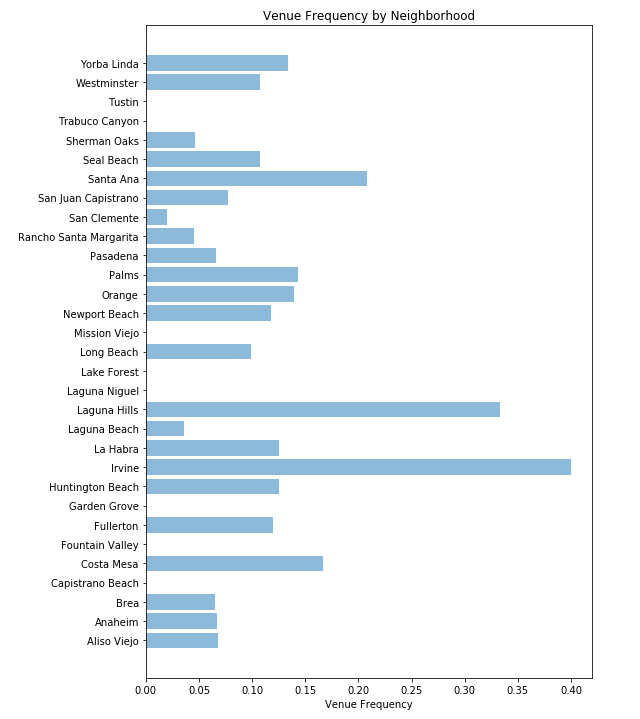 Venue Frequency by Neighborhood
Yorba Linda
Westminster
Tustin
Trabuco Canyon
Sherman Oaks
Seal Beach
Santa Ana
San Juan Capistrano
San Clemente
Rancho Santa Margarita
Pasadena
Palms
Orange
Newport Beach
Mission Viejo
Long Beach
Lake Forest
Laguna Niguel
Laguna Hills
Laguna Beach
La Habra
Irvine
Huntington Beach
Garden Grove
Fullerton
Fountain Valley
Costa Mesa
Capistrano Beach
Brea
Anaheim
Aliso Viejo
0.00 0.05 0.10 0.15 0.20 0.25 0.30 0.35 0.40
Venue Frequency